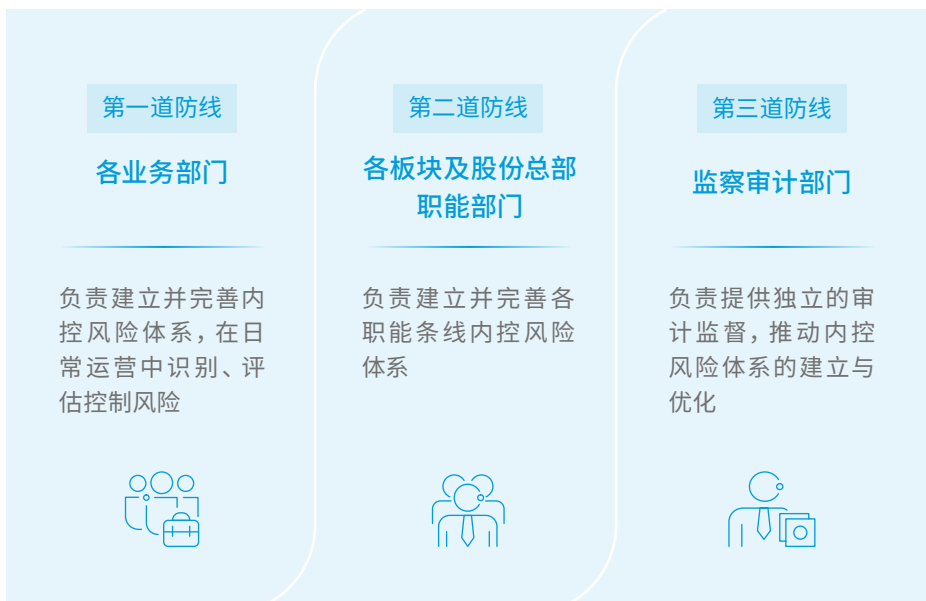 第一道防线
各业务部门
负责建立并完善内
控风险体系，在日
常运营中识别、评
估控制风险
第二道防线
各板块及股份总部
职能部门
负责建立并完善各
职能条线内控风险
体系
第三道防线
监察审计部门
负责提供独立的审
计监督，推动内控
风险体系的建立与
优化